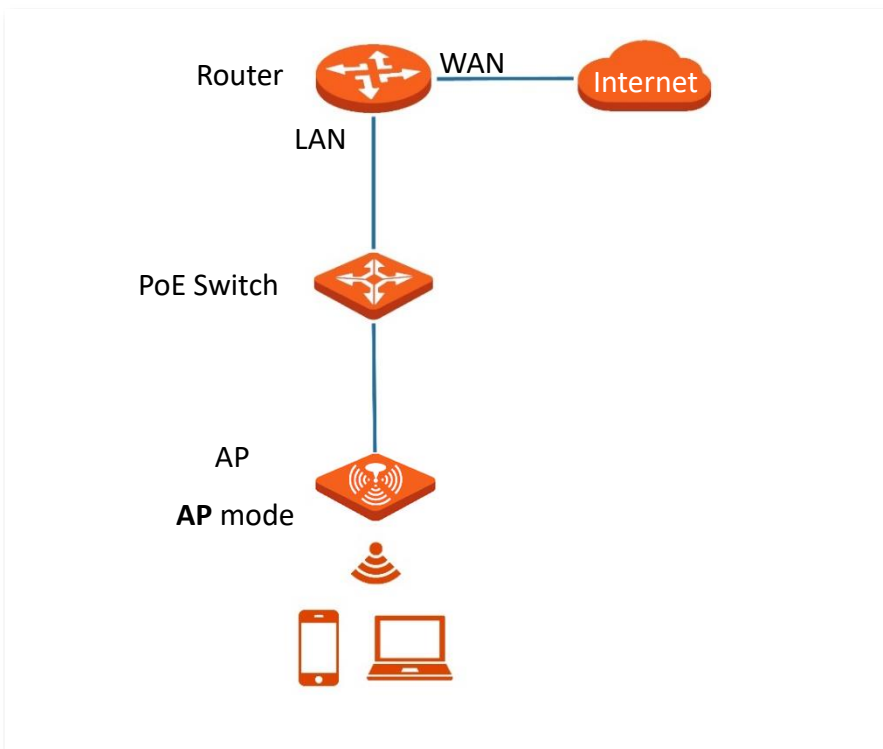 Router
WAN
Internet
LAN
PoE Switch
AP
AP mode